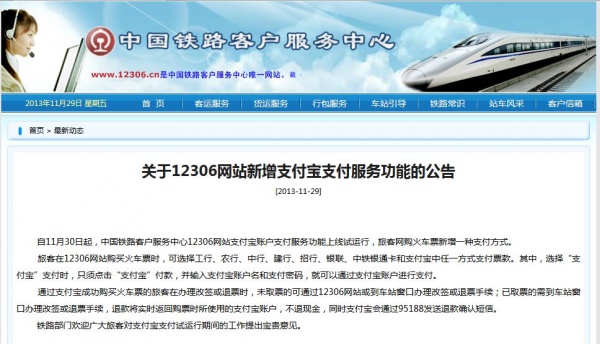 中国铁路客户服务中心
www.12306.cn是中国铁路客户服务中心唯一网站。截
2013年11月29日 星期五 首 页 客运服务 货运服务 行包服务 车站引导 铁路常识 站车风采 客户信箱
首页 > 最新动态
关于12306网站新增支付宝支付服务功能的公告
[2013-11-29]
自11月30日起，中国铁路客户服务中心12306网站支付宝账户支付服务功能上线试运行，旅客网购火车票新增一种支付方式。
旅客在12306网站购买火车票时，可选择工行、农行、中行、建行、招行、银联、中铁银通卡和支付宝中任一方式支付票款。其中，选择“支
付宝”支付时，只须点击“支付宝”付款，并输入支付宝账户名和支付密码，就可以通过支付宝账户进行支付。
通过支付宝成功购买火车票的旅客在办理改签或退票时，未取票的可通过12306网站或到车站窗口办理改签或退票手续；已取票的需到车站窗
口办理改签或退票手续，退款将实时返回购票时所使用的支付宝账户，不退现金，同时支付宝会通过95188发送退款确认短信。
铁路部门欢迎广大旅客对支付宝支付试运行期间的工作提出宝贵意见。